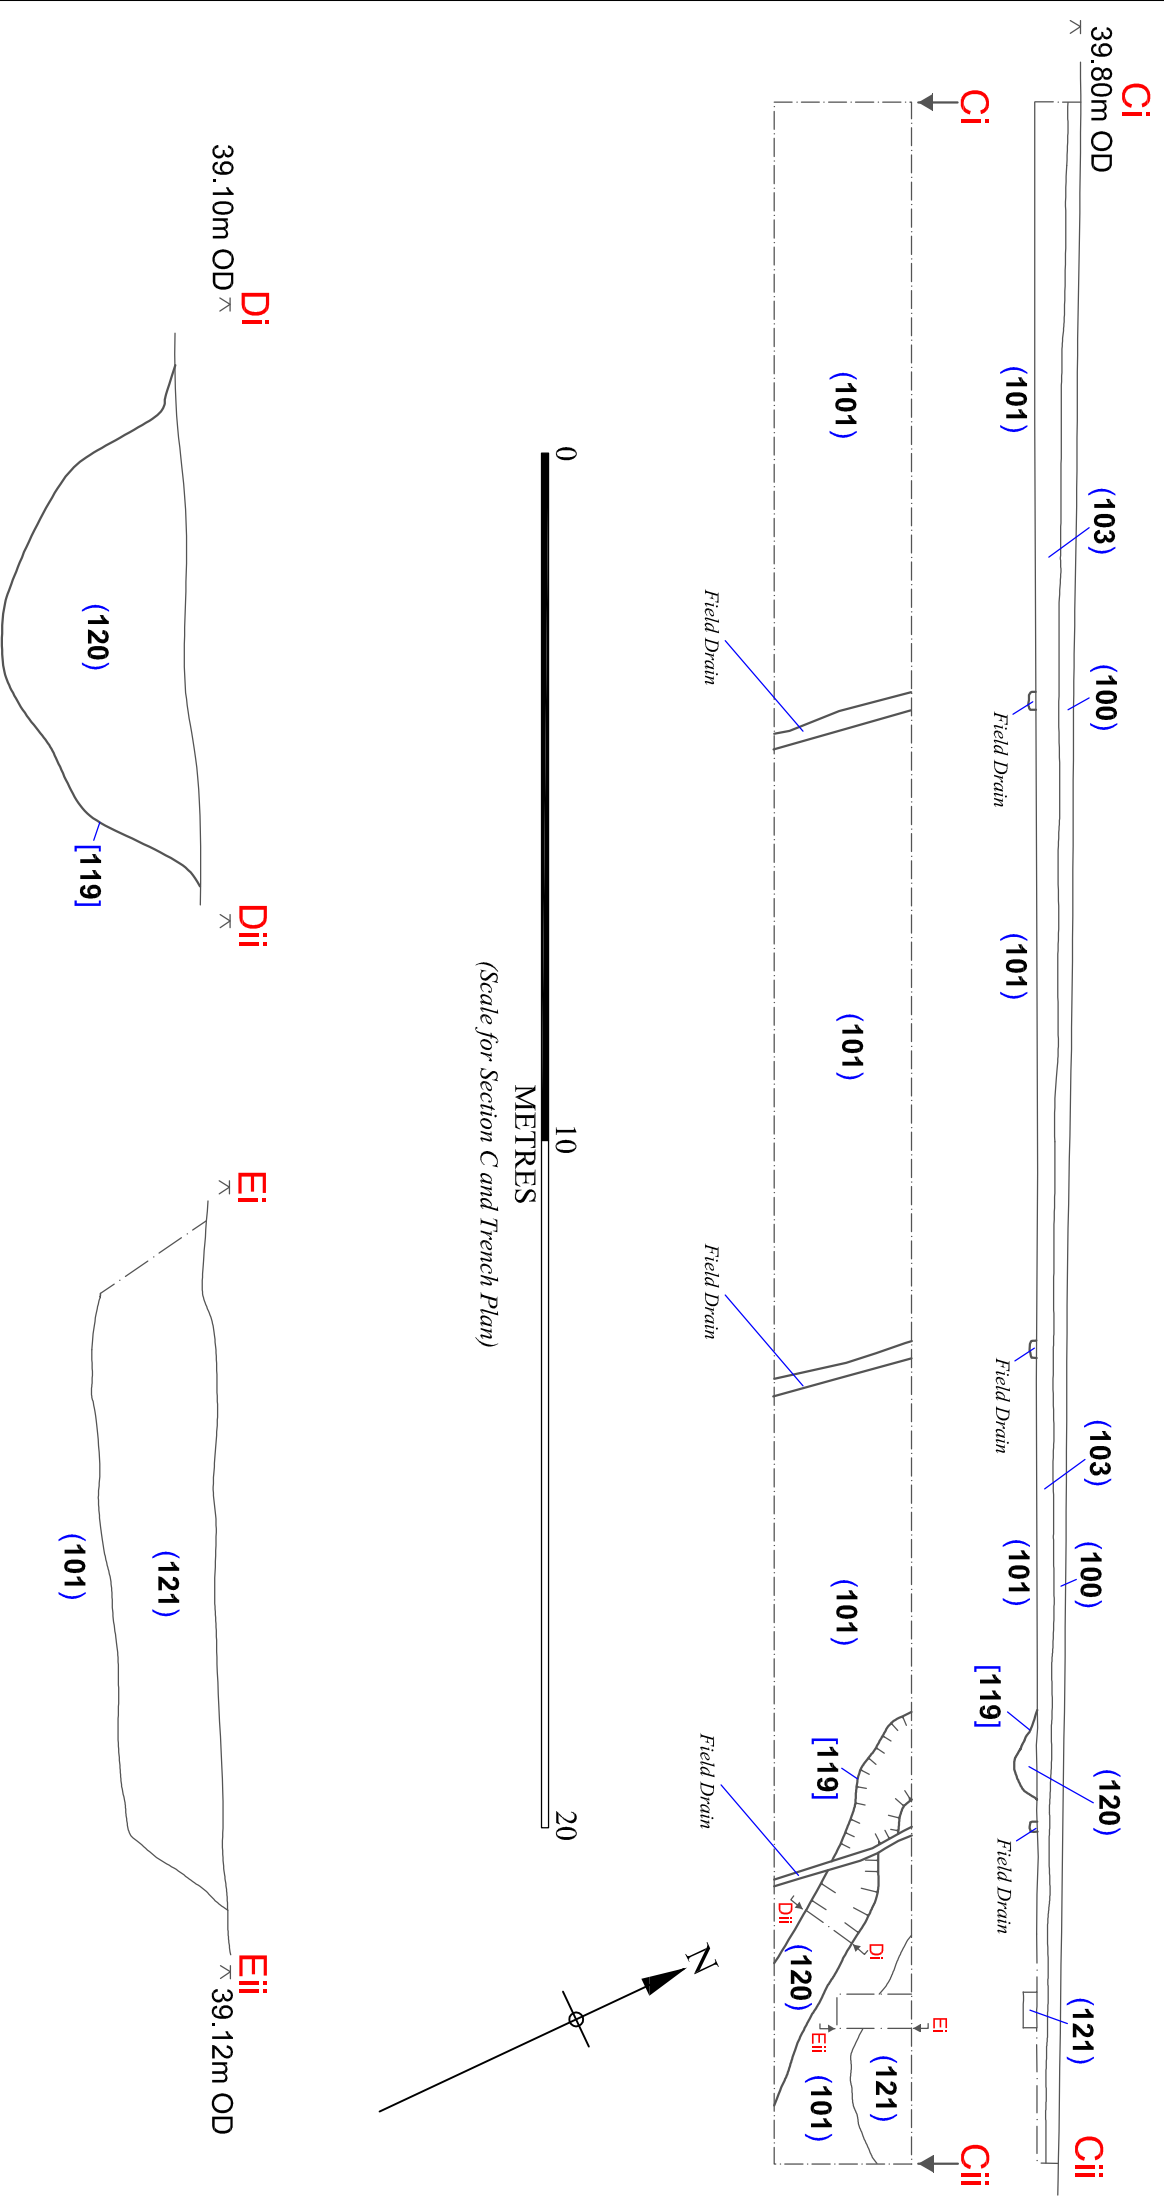 Ci
39.80m OD
(103)
(100)
(101)
Field Drain
(101)
Field Drain
(103)
(100)
(101)
[119]
(120)
Field Drain
(121)
Cii
Ci
(101)
Field Drain
(101)
Field Drain
(101)
[119]
Field Drain
Dii
Di
(120)
Ei
Eii
(121)
(101)
Cii
0
10
20
METRES
(Scale for Section C and Trench Plan)
N
39.10m OD
Di
(120)
[119]
Dii
Ei
(121)
(101)
Eii
39.12m OD